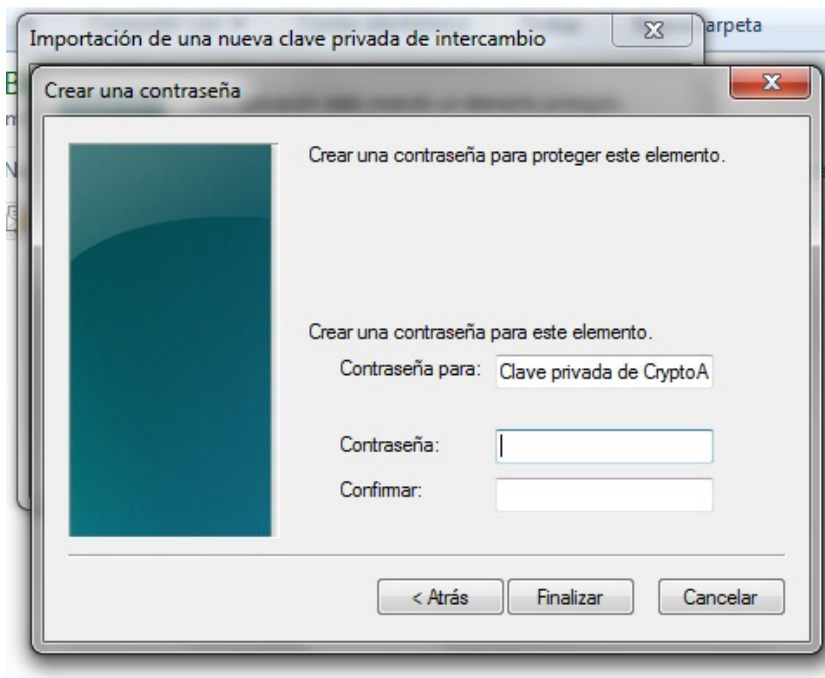 arpeta
Importación de una nueva clave privada de intercambio
Crear una contraseña
Crear una contraseña para proteger este elemento.
Crear una contraseña para este elemento.
Contraseña para: Clave privada de CryptoA
Contraseña:
Confirmar:
< Atrás Finalizar Cancelar